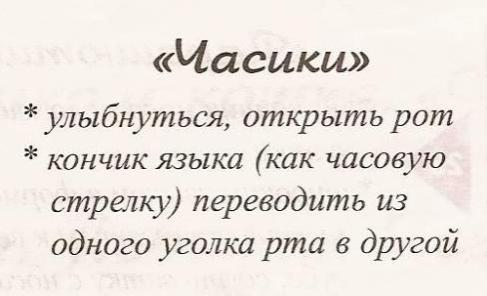 «Часики»
* улыбнуться, открыть рот
* кончик языка (как часовую
стрелку) переводить из
одного уголка рта в другой